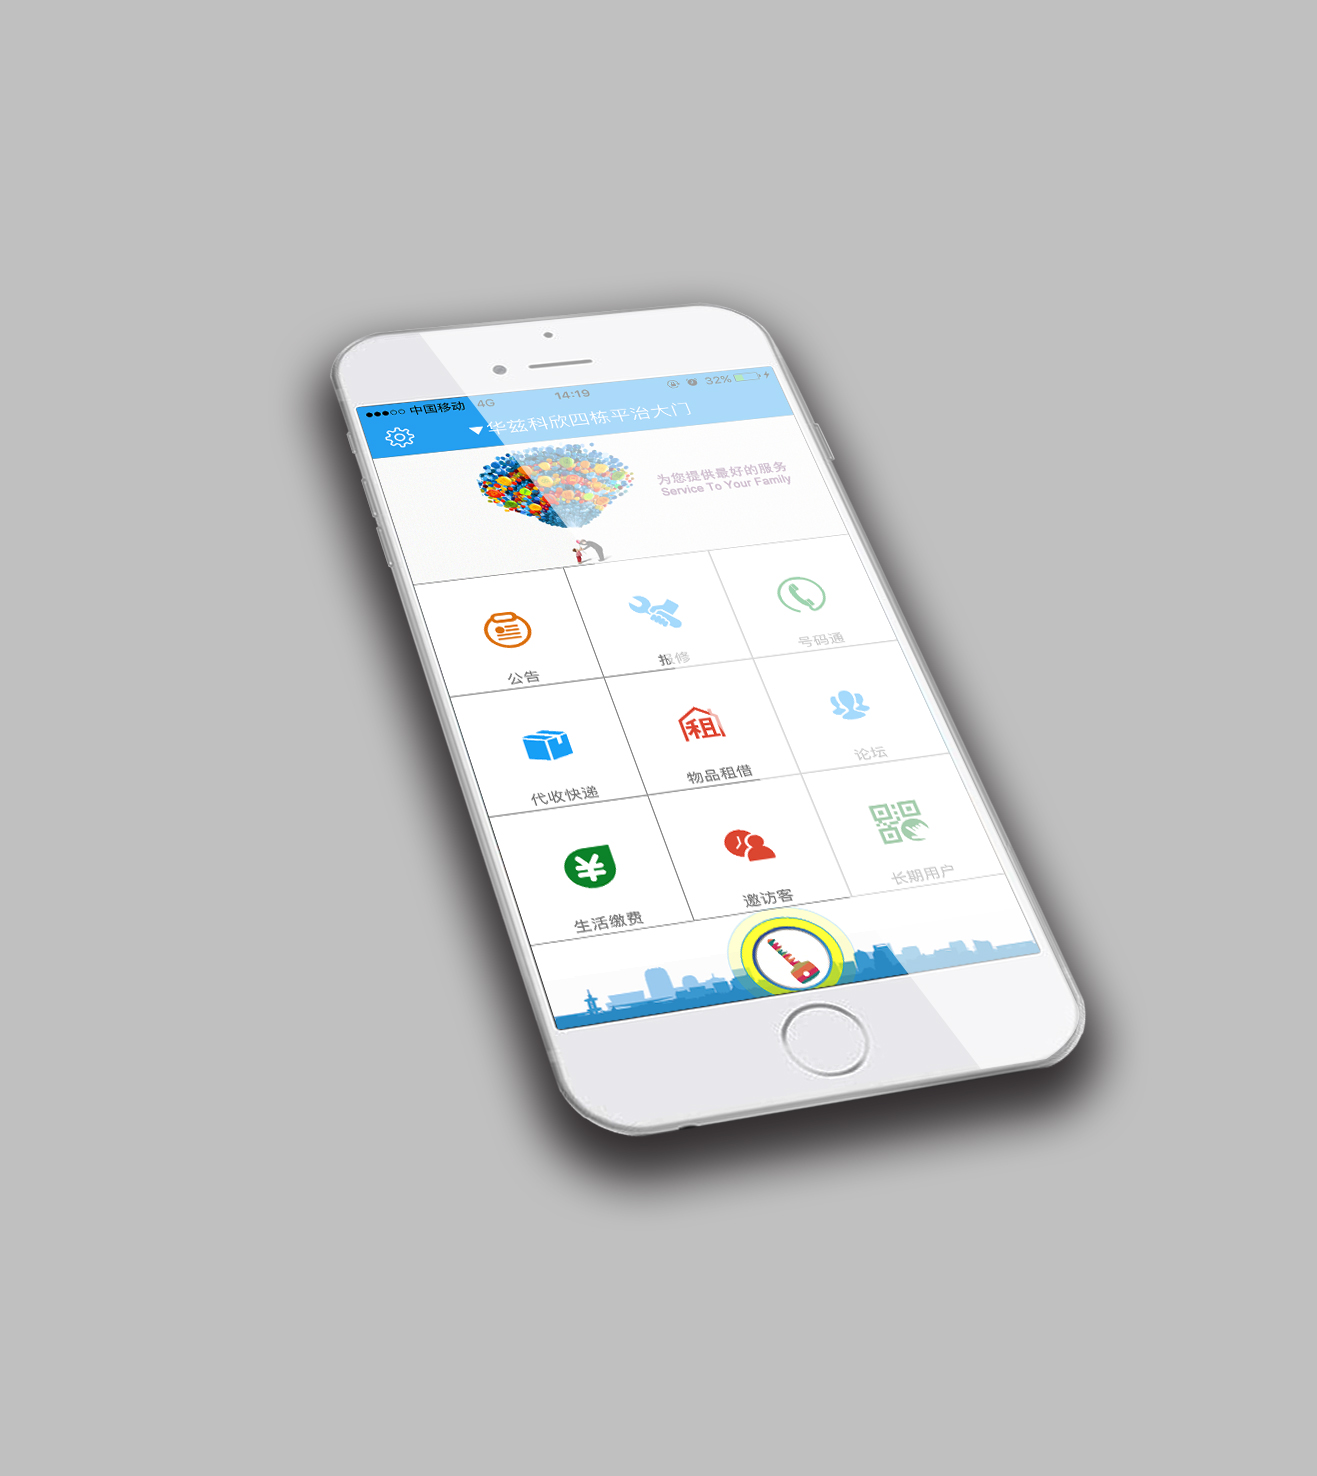 中国移动 4G 14:19 32%
华兹科欣四栋平治大门
为您提供最好的服务
Service To Your Family
公告 报修 号码通
代收快递 物品租借 论坛
租
生活缴费 邀访客 长期用户